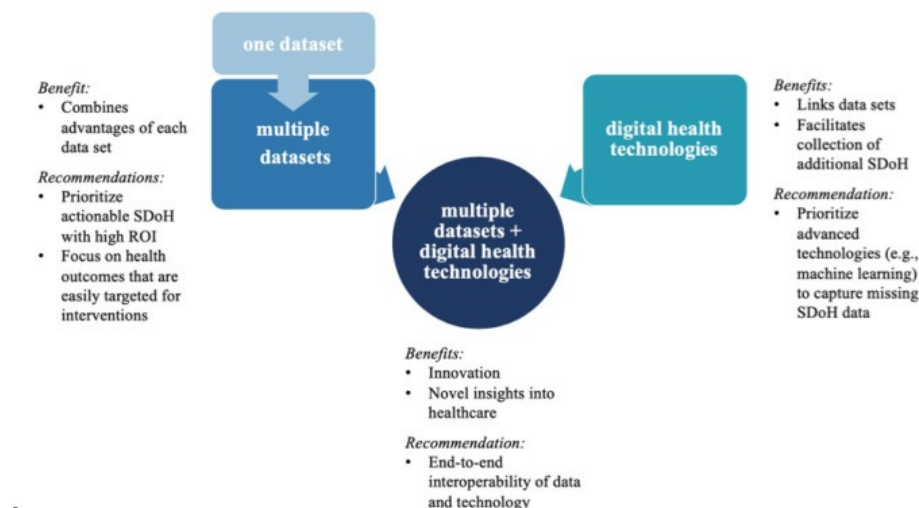 one dataset
multiple
datasets
Benefit:
• Combines
advantages of each
data set
Recommendations:
• Prioritize
actionable SDoH
with high ROI
• Focus on health
outcomes that are
easily targeted for
interventions
digital health
technologies
Benefits:
• Links data sets
• Facilitates
collection of
additional SDoH
Recommendation:
• Prioritize
advanced
technologies (e.g.,
machine learning)
to capture missing
SDoH data
multiple
datasets +
digital health
technologies
Benefits:
• Innovation
• Novel insights into
healthcare
Recommendation:
• End-to-end
interoperability of data
and technology